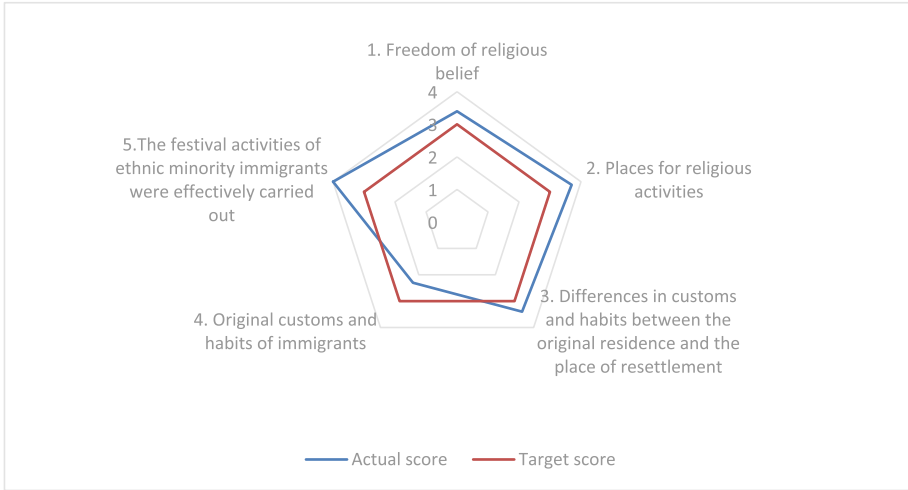 1. Freedom of religious
belief
4
3
2
1
0
5.The festival activities of
ethnic minority immigrants
were effectively carried
out
2. Places for religious
activities
4. Original customs and
habits of immigrants
3. Differences in customs
and habits between the
original residence and the
place of resettlement
Actual score
Target score